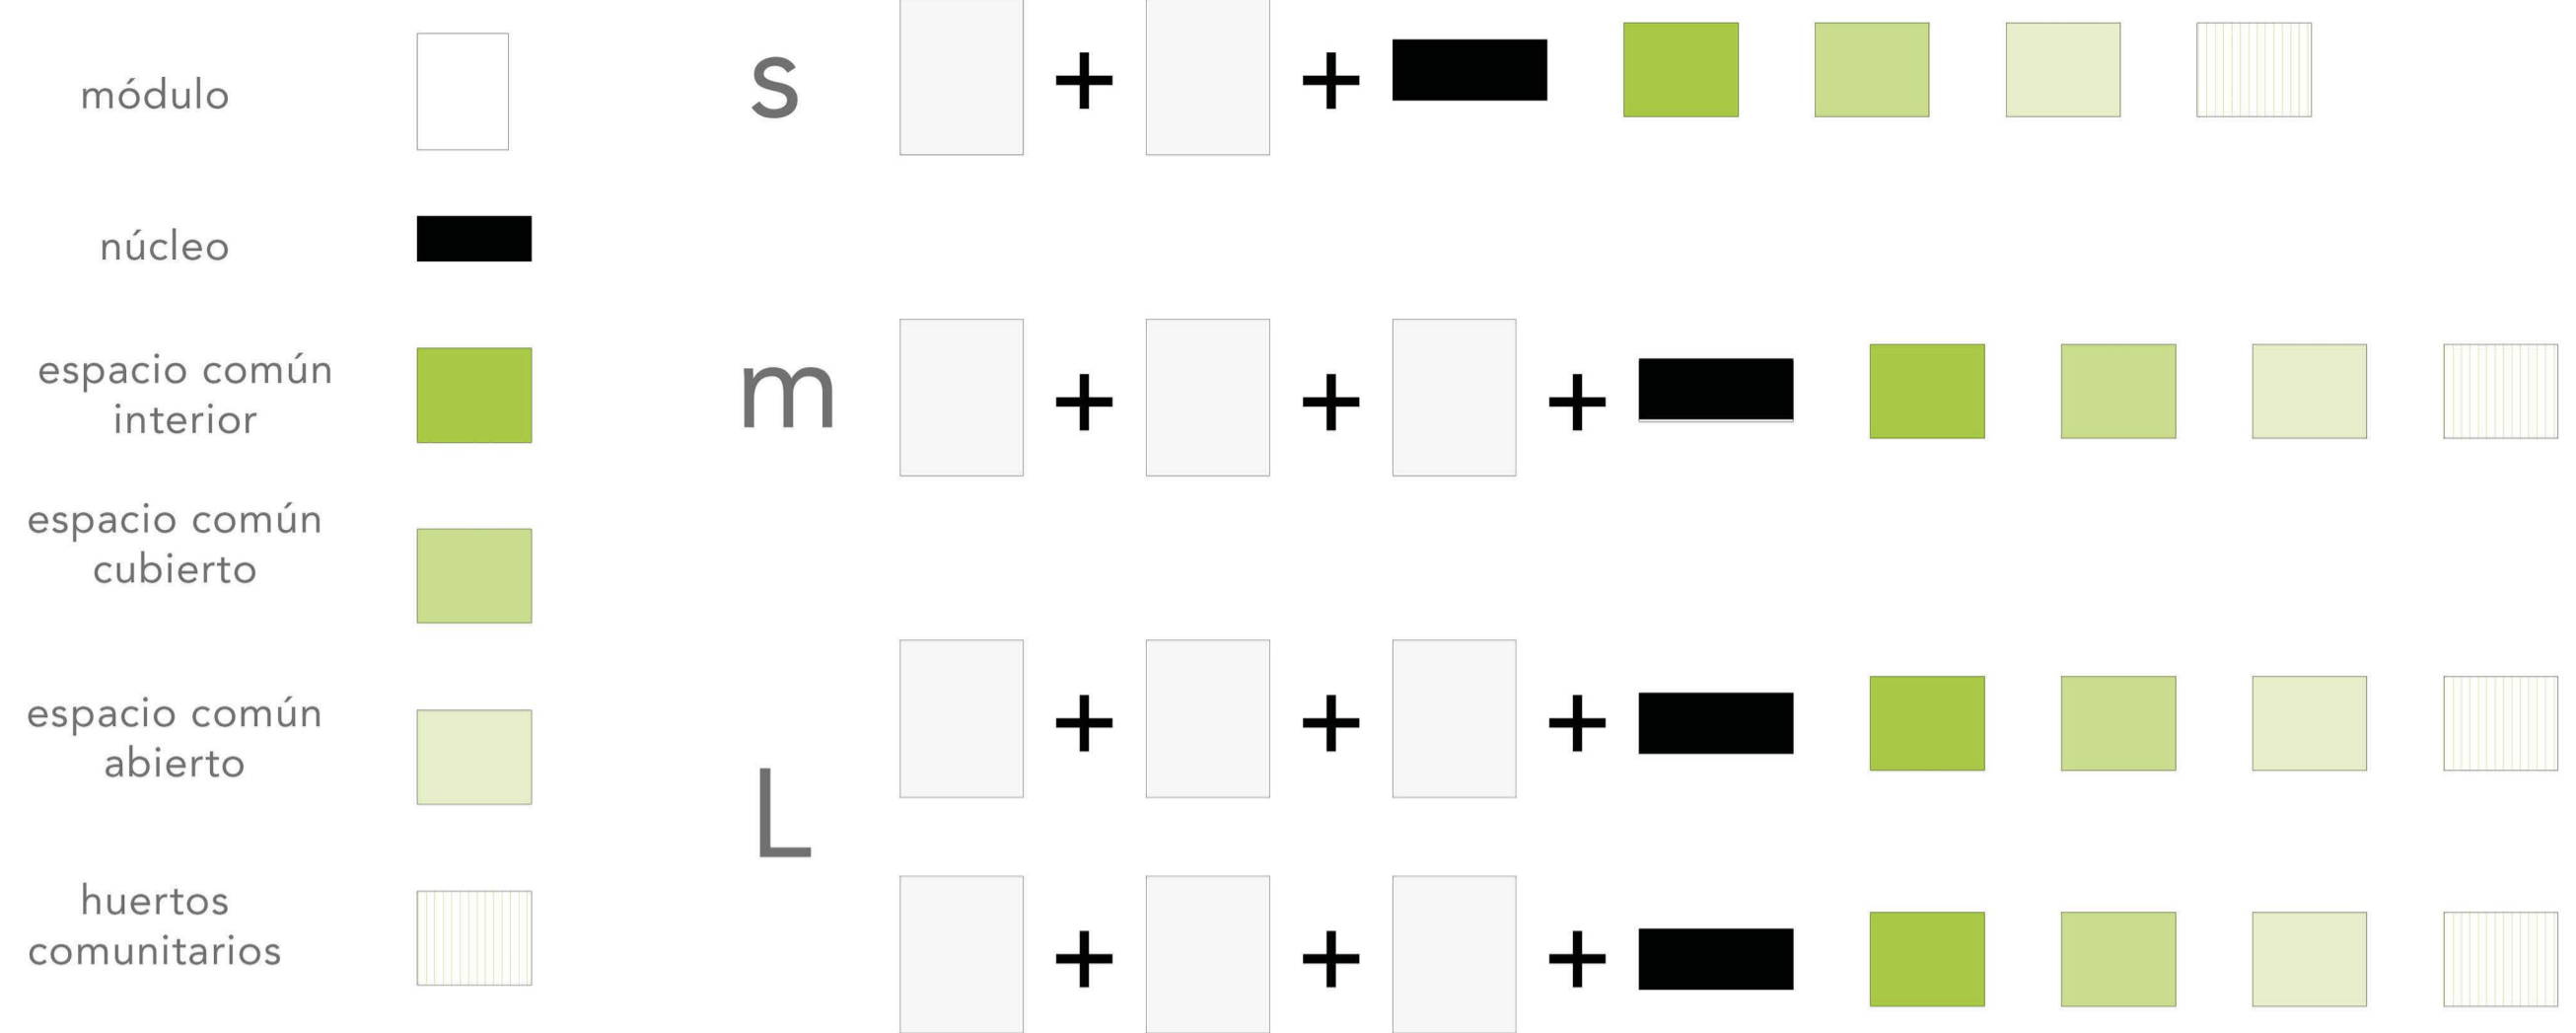 módulo
núcleo
espacio común
interior
espacio común
cubierto
espacio común
abierto
huertos
comunitarios
s
+ +
m
+ + +
L
+ + +
+ + +